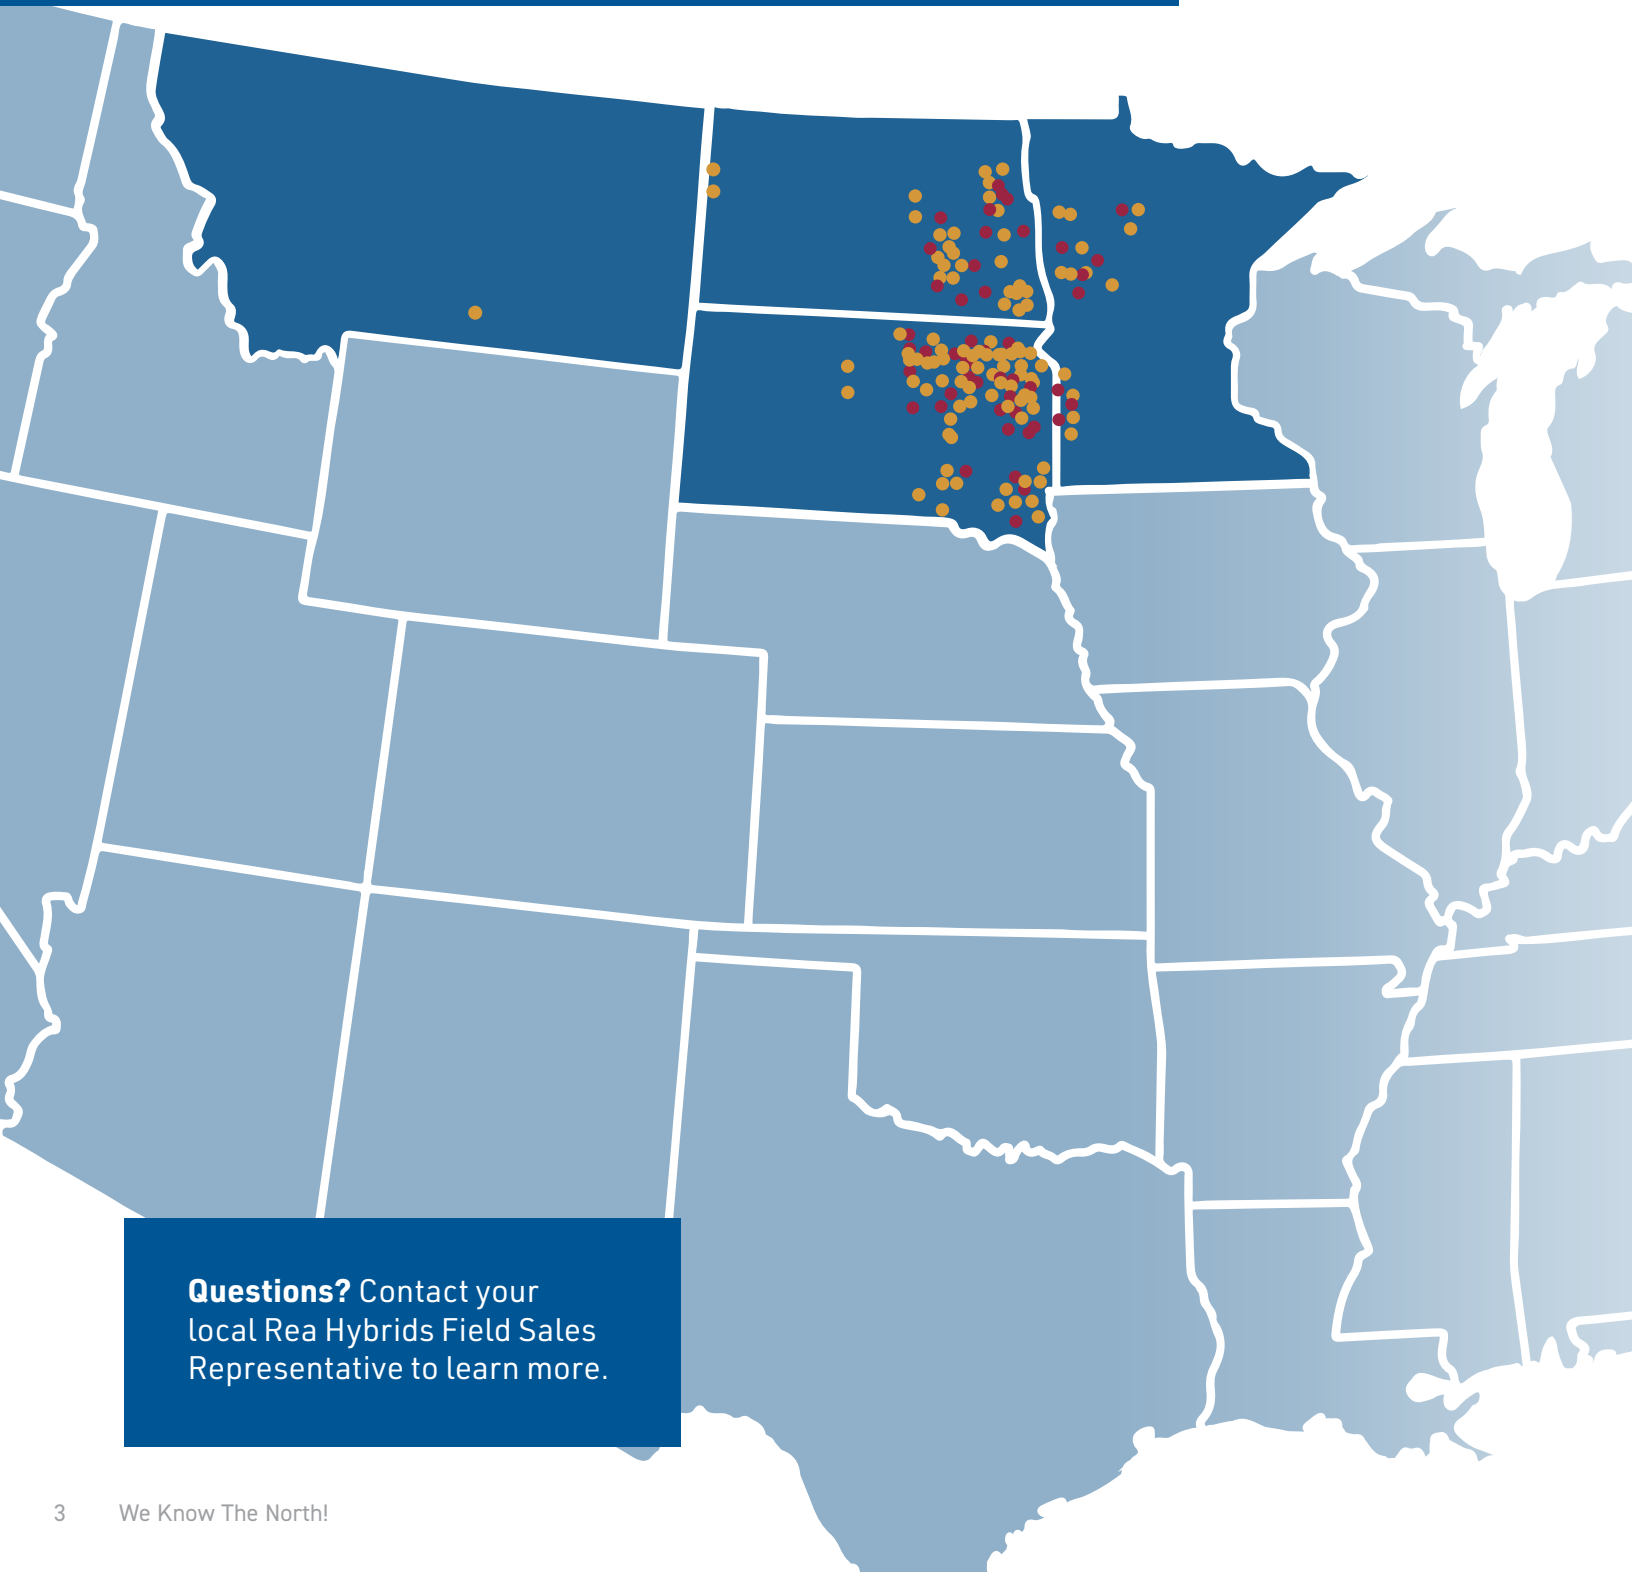 Questions? Contact your
local Rea Hybrids Field Sales
Representative to learn more.
3 We Know The North!